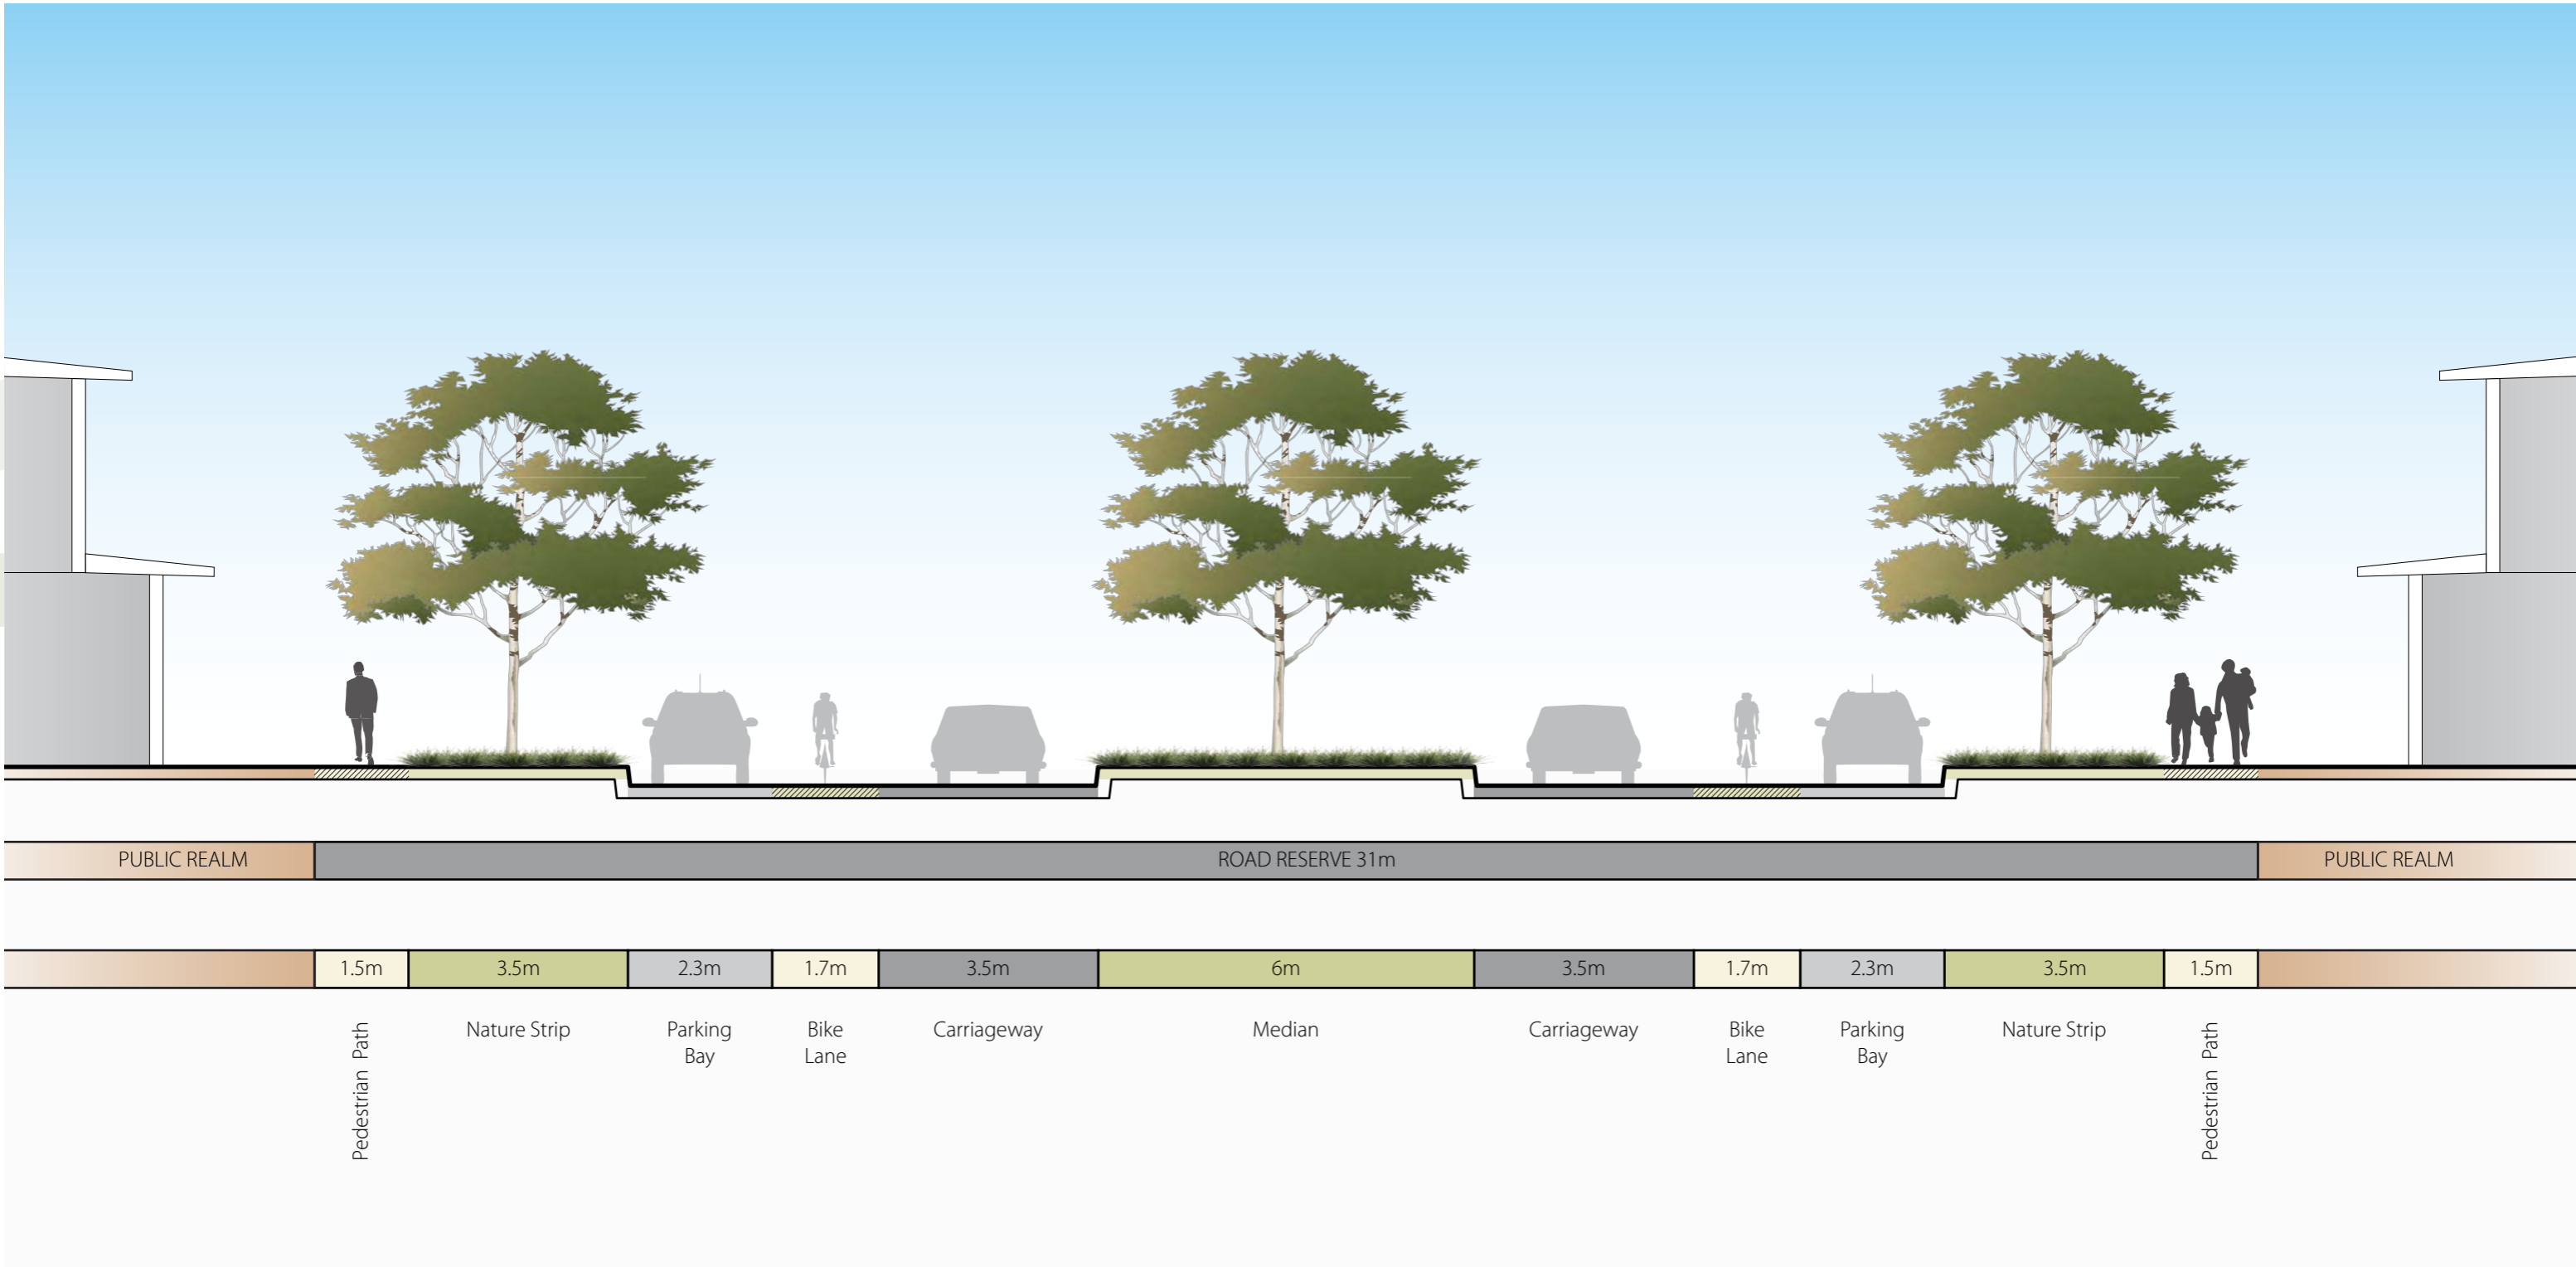 PUBLIC REALM
ROAD RESERVE 31m
PUBLIC REALM
1.5m
3.5m
2.3m
1.7m
3.5m
6m
3.5m
1.7m
2.3m
3.5m
1.5m
Pedestrian Path
Nature Strip
Parking
Bay
Bike
Lane
Carriageway
Median
Carriageway
Bike
Lane
Parking
Bay
Nature Strip
Pedestrian Path